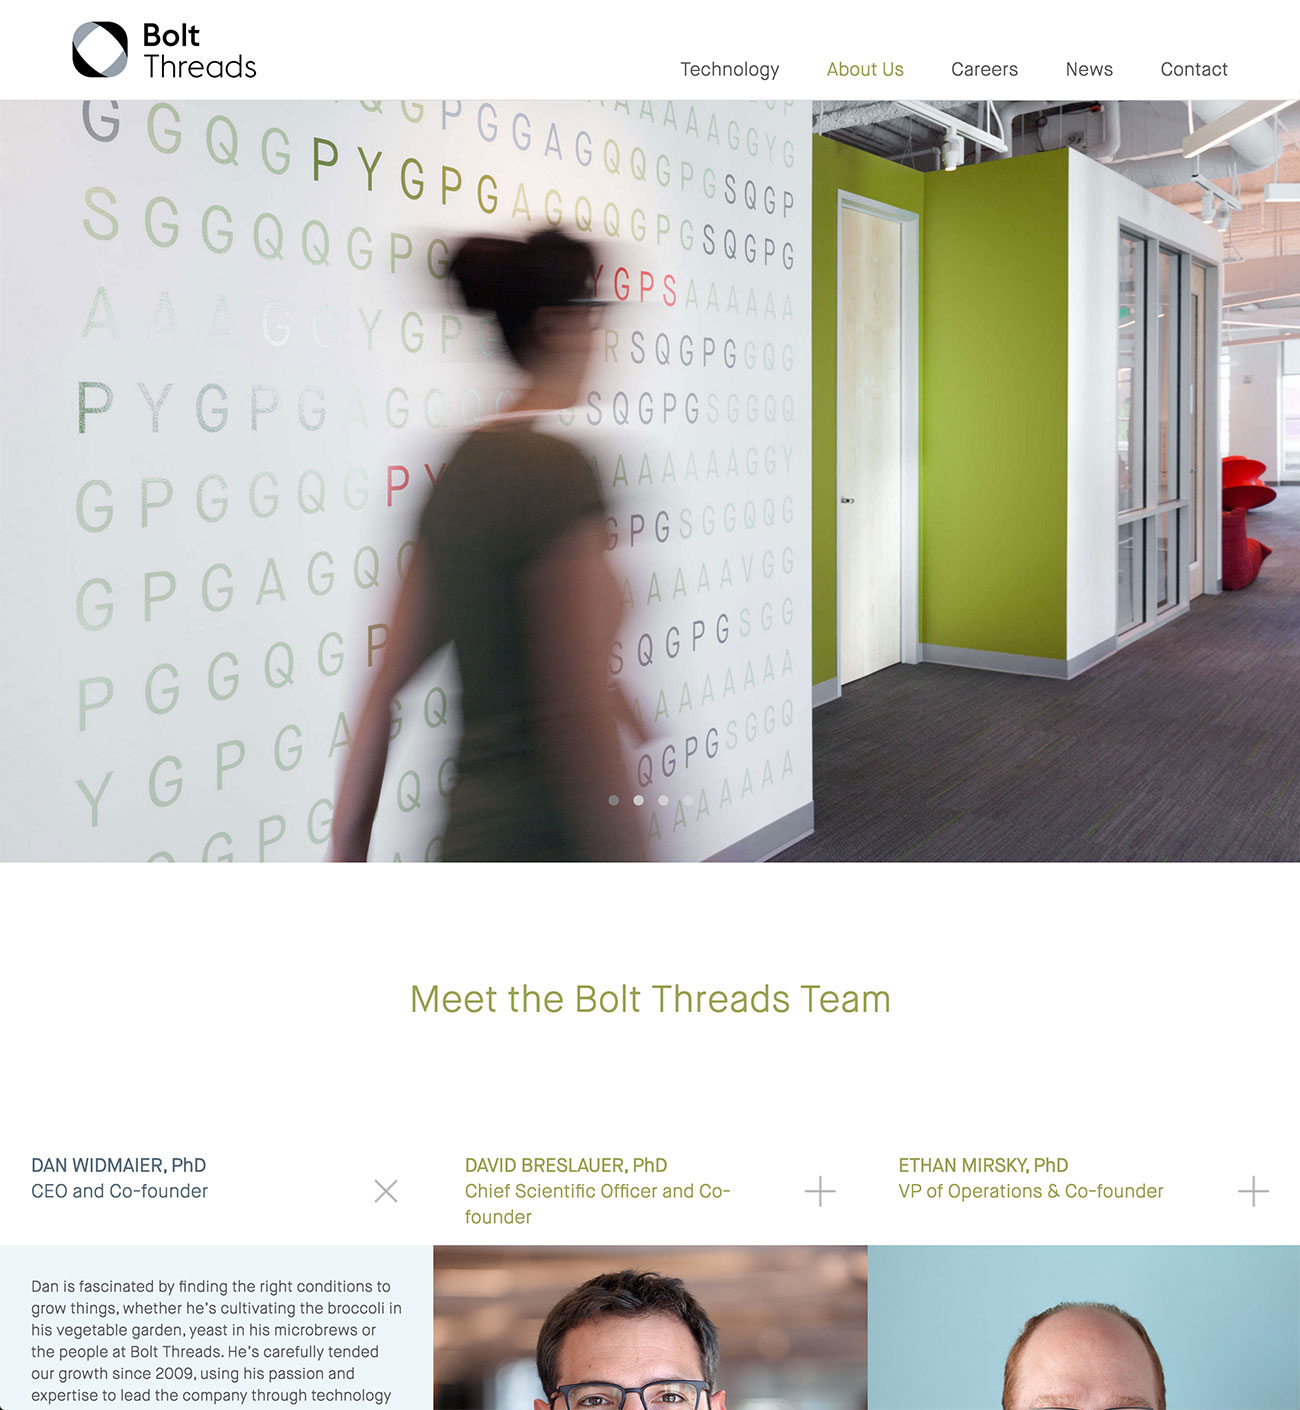 Bolt
Threads
Technology
About Us
Careers
News
Contact
G G Q G P Y G P G A G Q Q G P G S Q G P
S G G Q Q G P G
S Q G P G
Y G P S A A A A A A
A A A G
Y G P G
R S Q G P G G Q G
P Y G P G A G Q
S Q G P G S G G Q Q
G P G G Q G P Y
A A A A A A G G Y
G P G A G Q
G P G S G G Q Q G
P G G Q G P
A A A A A V G G
S Q G P G S G G
Y G P G A G Q
A A A A A A A
Q G P G S G G Q
G P G
Q G
A A A A A A
Meet the Bolt Threads Team
DAN WIDMAIER, PhD
CEO and Co-founder
DAVID BRESLAUER, PhD
Chief Scientific Officer and Co-
founder
ETHAN MIRSKY, PhD
VP of Operations & Co-founder
Dan is fascinated by finding the right conditions to
grow things, whether he's cultivating the broccoli in
his vegetable garden, yeast in his microbrews or
the people at Bolt Threads. He's carefully tended
our growth since 2009, using his passion and
expertise to lead the company through technology